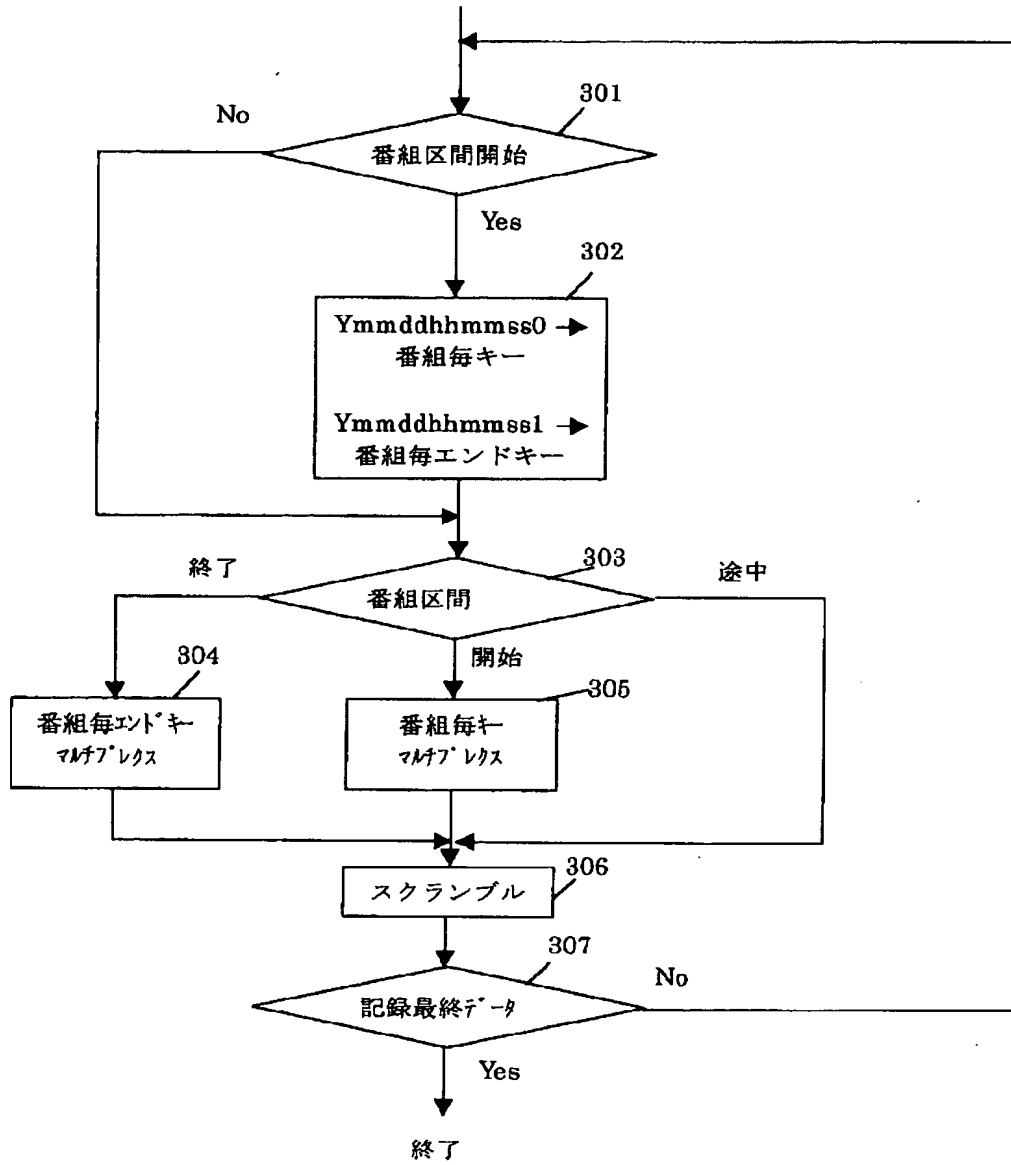 301
No
番組区間開始
Yes
302
Ymmddhhmmss0 →
番組毎キー
Ymmddhhmmss1 →
番組毎エンドキー
303
終了
途中
番組区間
開始
304
305
番組毎ｴﾝﾄﾞｷｰ
ﾏﾙﾁﾌﾟﾚｸｽ
番組毎ｷｰ
ﾏﾙﾁﾌﾟﾚｸｽ
306
スクランブル
307
No
記録最終ﾃﾞｰﾀ
Yes
終了